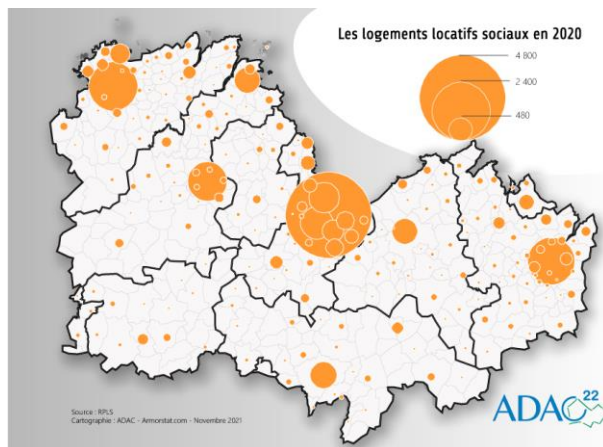 Les logements locatifs sociaux en 2020
4 800
2 400
480
Source : RPLS
Cartographie : ADAC - Armorstat.com - Novembre 2021
ADAC 22